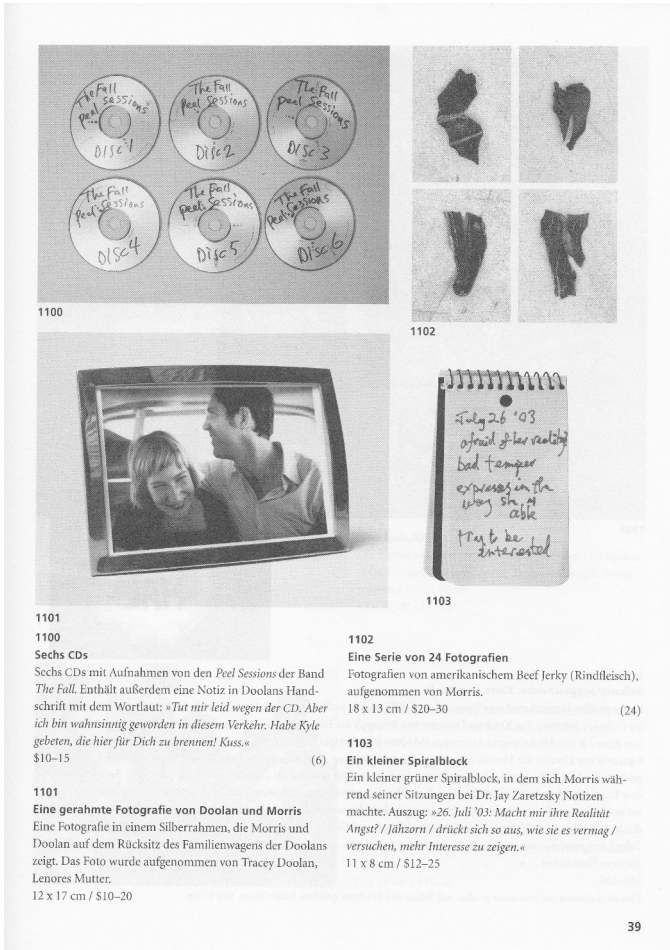 The Fall
Peel Sessions
DISC 1
The Fall
Peel Sessions
DISC 2
The Fall
Peel Sessions
DISC 3
The Fall
Peel Sessions
DISC 4
The Fall
Peel Sessions
DISC 5
The Fall
Peel Sessions
DISC 6
1100
1102
July 26 '03
afraid of her reality?
bad temper
expresses in the
way she is
able
Try to be
interested
1103
1101
1100
Sechs CDs
Sechs CDs mit Aufnahmen von den Peel Sessions der Band
The Fall. Enthält außerdem eine Notiz in Doolans Hand-
schrift mit dem Wortlaut: »Tut mir leid wegen der CD. Aber
ich bin wahnsinnig geworden in diesem Verkehr. Habe Kyle
gebeten, die hier für Dich zu brennen! Kuss.«
$10–15 (6)
1101
Eine gerahmte Fotografie von Doolan und Morris
Eine Fotografie in einem Silberrahmen, die Morris und
Doolan auf dem Rücksitz des Familienwagens der Doolans
zeigt. Das Foto wurde aufgenommen von Tracey Doolan,
Lenores Mutter.
12 x 17 cm / $10–20
1102
Eine Serie von 24 Fotografien
Fotografien von amerikanischem Beef Jerky (Rindfleisch),
aufgenommen von Morris.
18 x 13 cm / $20–30 (24)
1103
Ein kleiner Spiralblock
Ein kleiner grüner Spiralblock, in dem sich Morris wäh-
rend seiner Sitzungen bei Dr. Jay Zaretzsky Notizen
machte. Auszug: »26. Juli '03: Macht mir ihre Realität
Angst? / Jähzorn / drückt sich so aus, wie sie es vermag /
versuchen, mehr Interesse zu zeigen.«
11 x 8 cm / $12–25
39